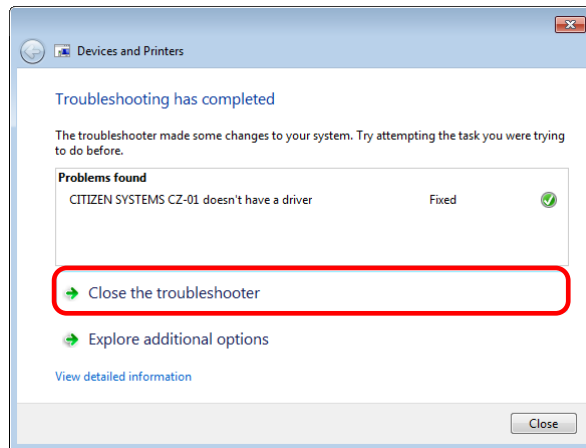 Devices and Printers
Troubleshooting has completed
The troubleshooter made some changes to your system. Try attempting the task you were trying
to do before.
Problems found
CITIZEN SYSTEMS CZ-01 doesn't have a driver Fixed
Close the troubleshooter
Explore additional options
View detailed information
Close